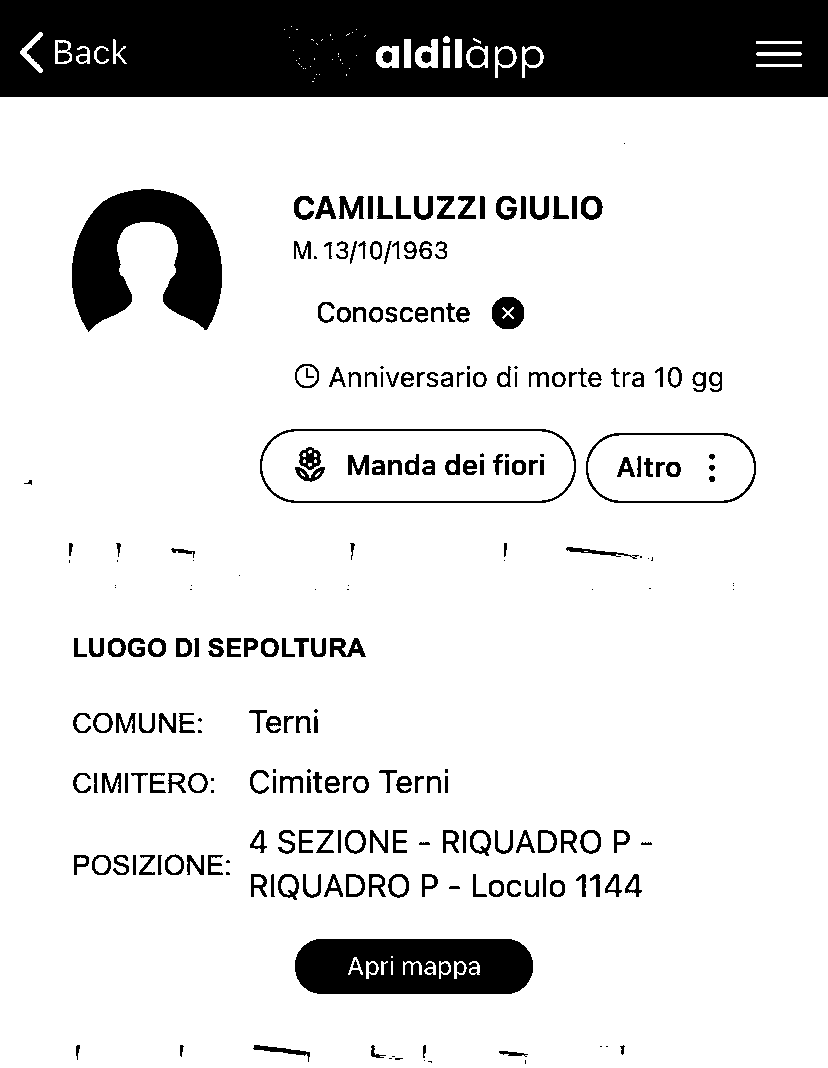 Back
aldilàpp
CAMILLUZZI GIULIO
M. 13/10/1963
Conoscente
Anniversario di morte tra 10 gg
Manda dei fiori
Altro
LUOGO DI SEPOLTURA
COMUNE: Terni
CIMITERO: Cimitero Terni
POSIZIONE: 4 SEZIONE - RIQUADRO P -
RIQUADRO P - Loculo 1144
Apri mappa